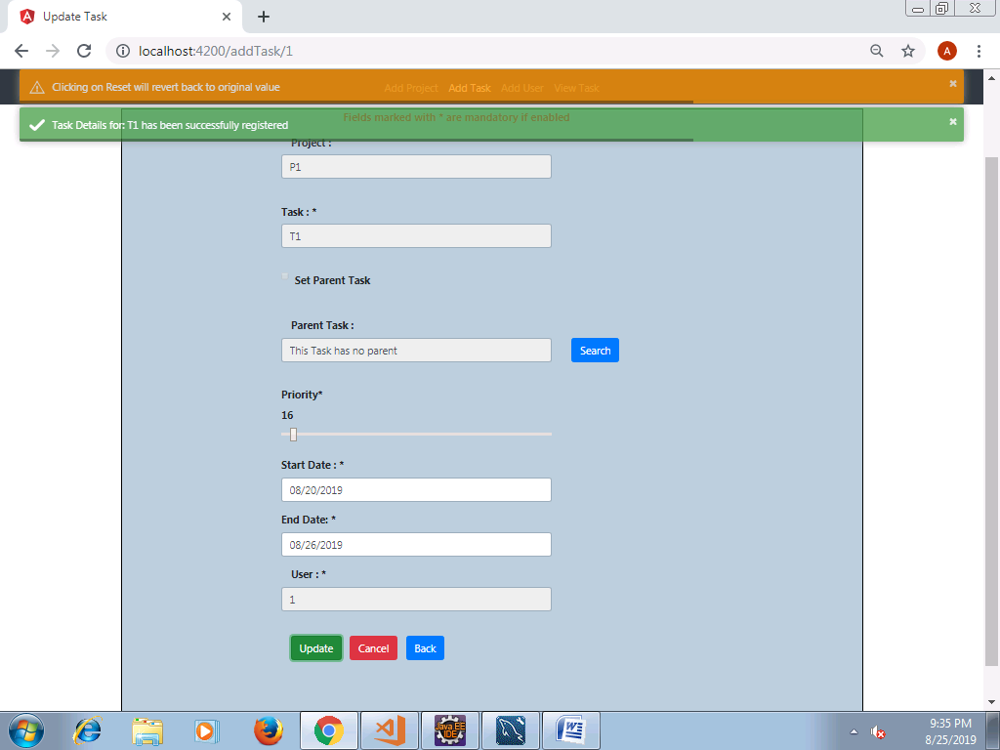 Update Task
localhost:4200/addTask/1
A
Clicking on Reset will revert back to original value
Add Project Add Task Add User View Task
Fields marked with * are mandatory if enabled
Task Details for: T1 has been successfully registered
Project :
P1
Task : *
T1
Set Parent Task
Parent Task :
This Task has no parent
Search
Priority*
16
Start Date : *
08/20/2019
End Date: *
08/26/2019
User : *
1
Update Cancel Back
Java EE
IDE
W
9:35 PM
8/25/2019